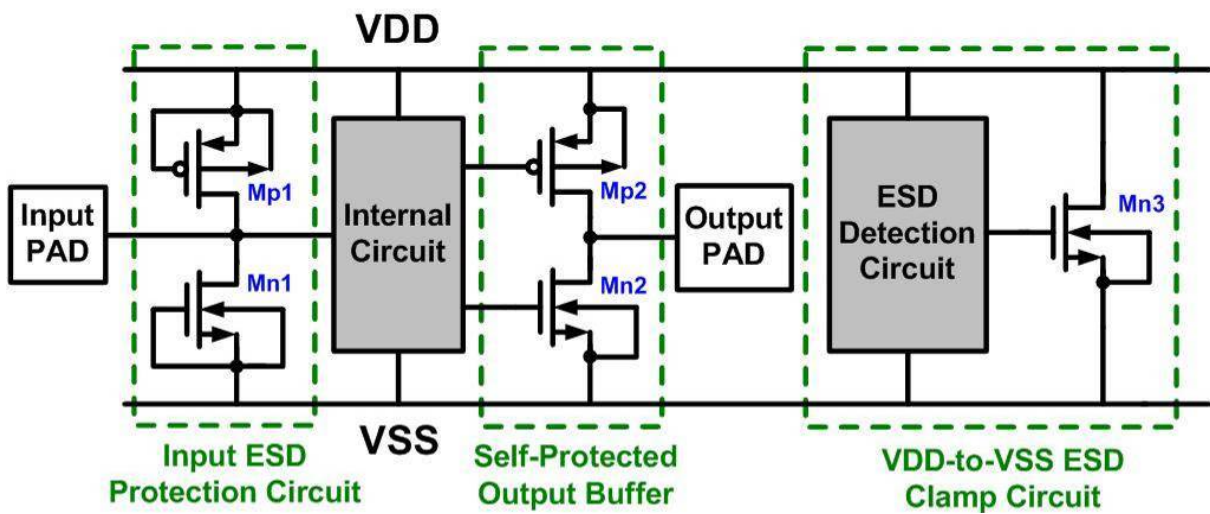 VDD
Mp1
Mp2
Input
PAD
Internal
Circuit
Output
PAD
ESD
Detection
Circuit
Mn3
Mn1
Mn2
VSS
Input ESD
Protection Circuit
Self-Protected
Output Buffer
VDD-to-VSS ESD
Clamp Circuit